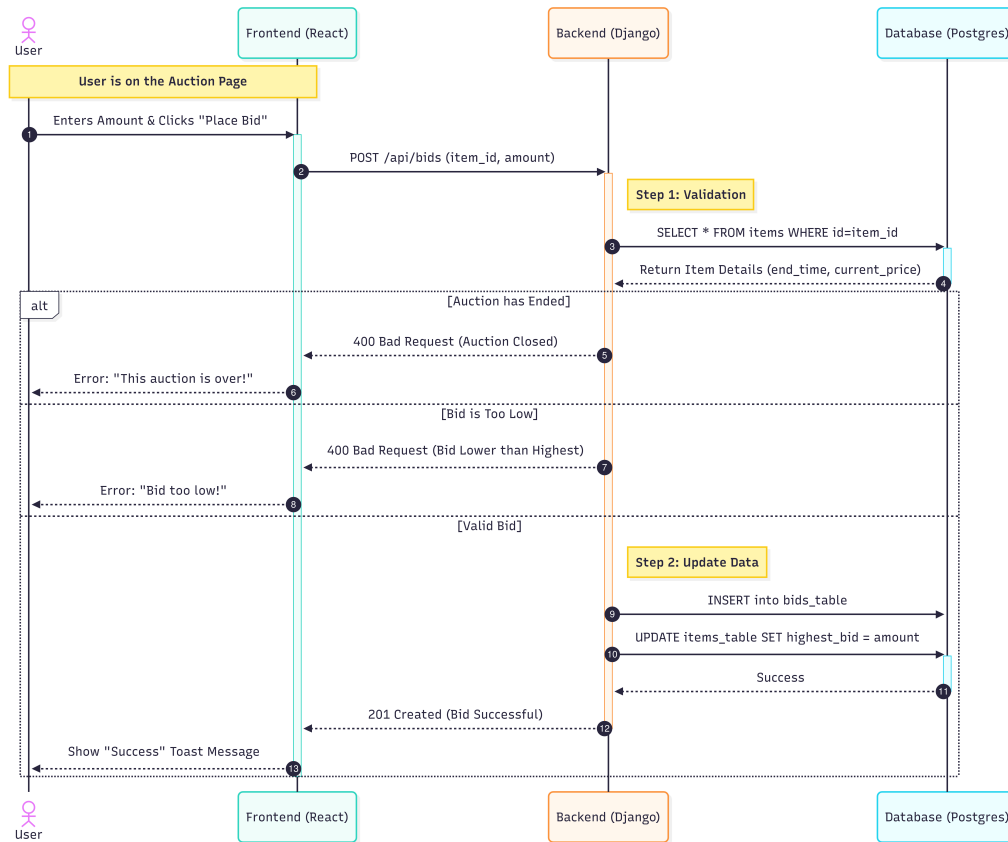 User
Frontend (React)
Backend (Django)
Database (Postgres)
User is on the Auction Page
Enters Amount & Clicks "Place Bid"
1
POST /api/bids (item_id, amount)
2
Step 1: Validation
SELECT * FROM items WHERE id=item_id
3
Return Item Details (end_time, current_price)
4
alt
[Auction has Ended]
400 Bad Request (Auction Closed)
5
Error: "This auction is over!"
6
[Bid is Too Low]
400 Bad Request (Bid Lower than Highest)
7
Error: "Bid too low!"
8
[Valid Bid]
Step 2: Update Data
INSERT into bids_table
9
UPDATE items_table SET highest_bid = amount
10
Success
11
201 Created (Bid Successful)
12
Show "Success" Toast Message
13
User
Frontend (React)
Backend (Django)
Database (Postgres)